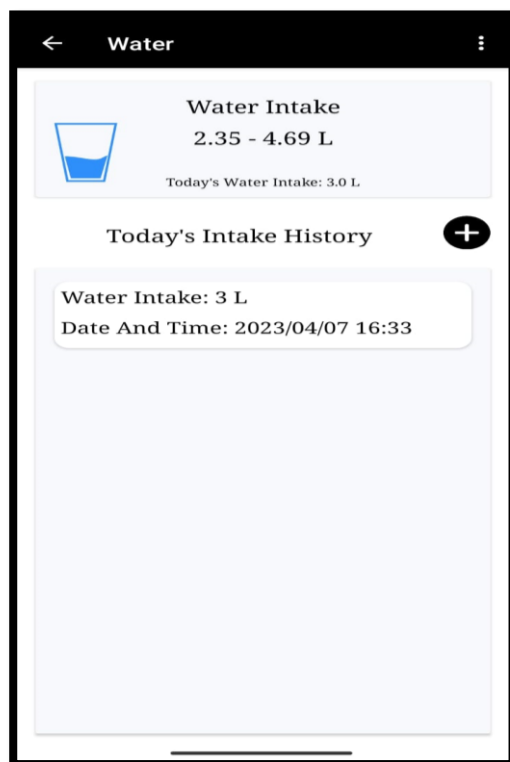 Water
Water Intake
2.35 - 4.69 L
Today's Water Intake: 3.0 L
Today's Intake History
Water Intake: 3 L
Date And Time: 2023/04/07 16:33